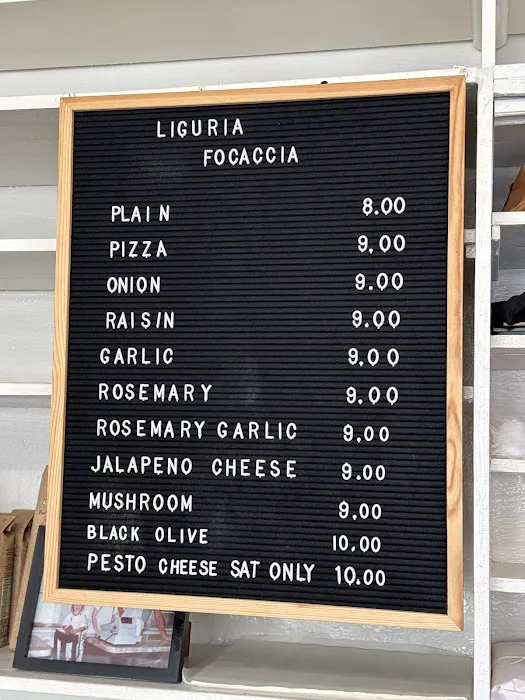 LIGURIA
FOCACCIA
PLAIN 8.00
PIZZA 9.00
ONION 9.00
RAISIN 9.00
GARLIC 9.00
ROSEMARY 9.00
ROSEMARY GARLIC 9.00
JALAPENO CHEESE 9.00
MUSHROOM 9.00
BLACK OLIVE 10.00
PESTO CHEESE SAT ONLY 10.00